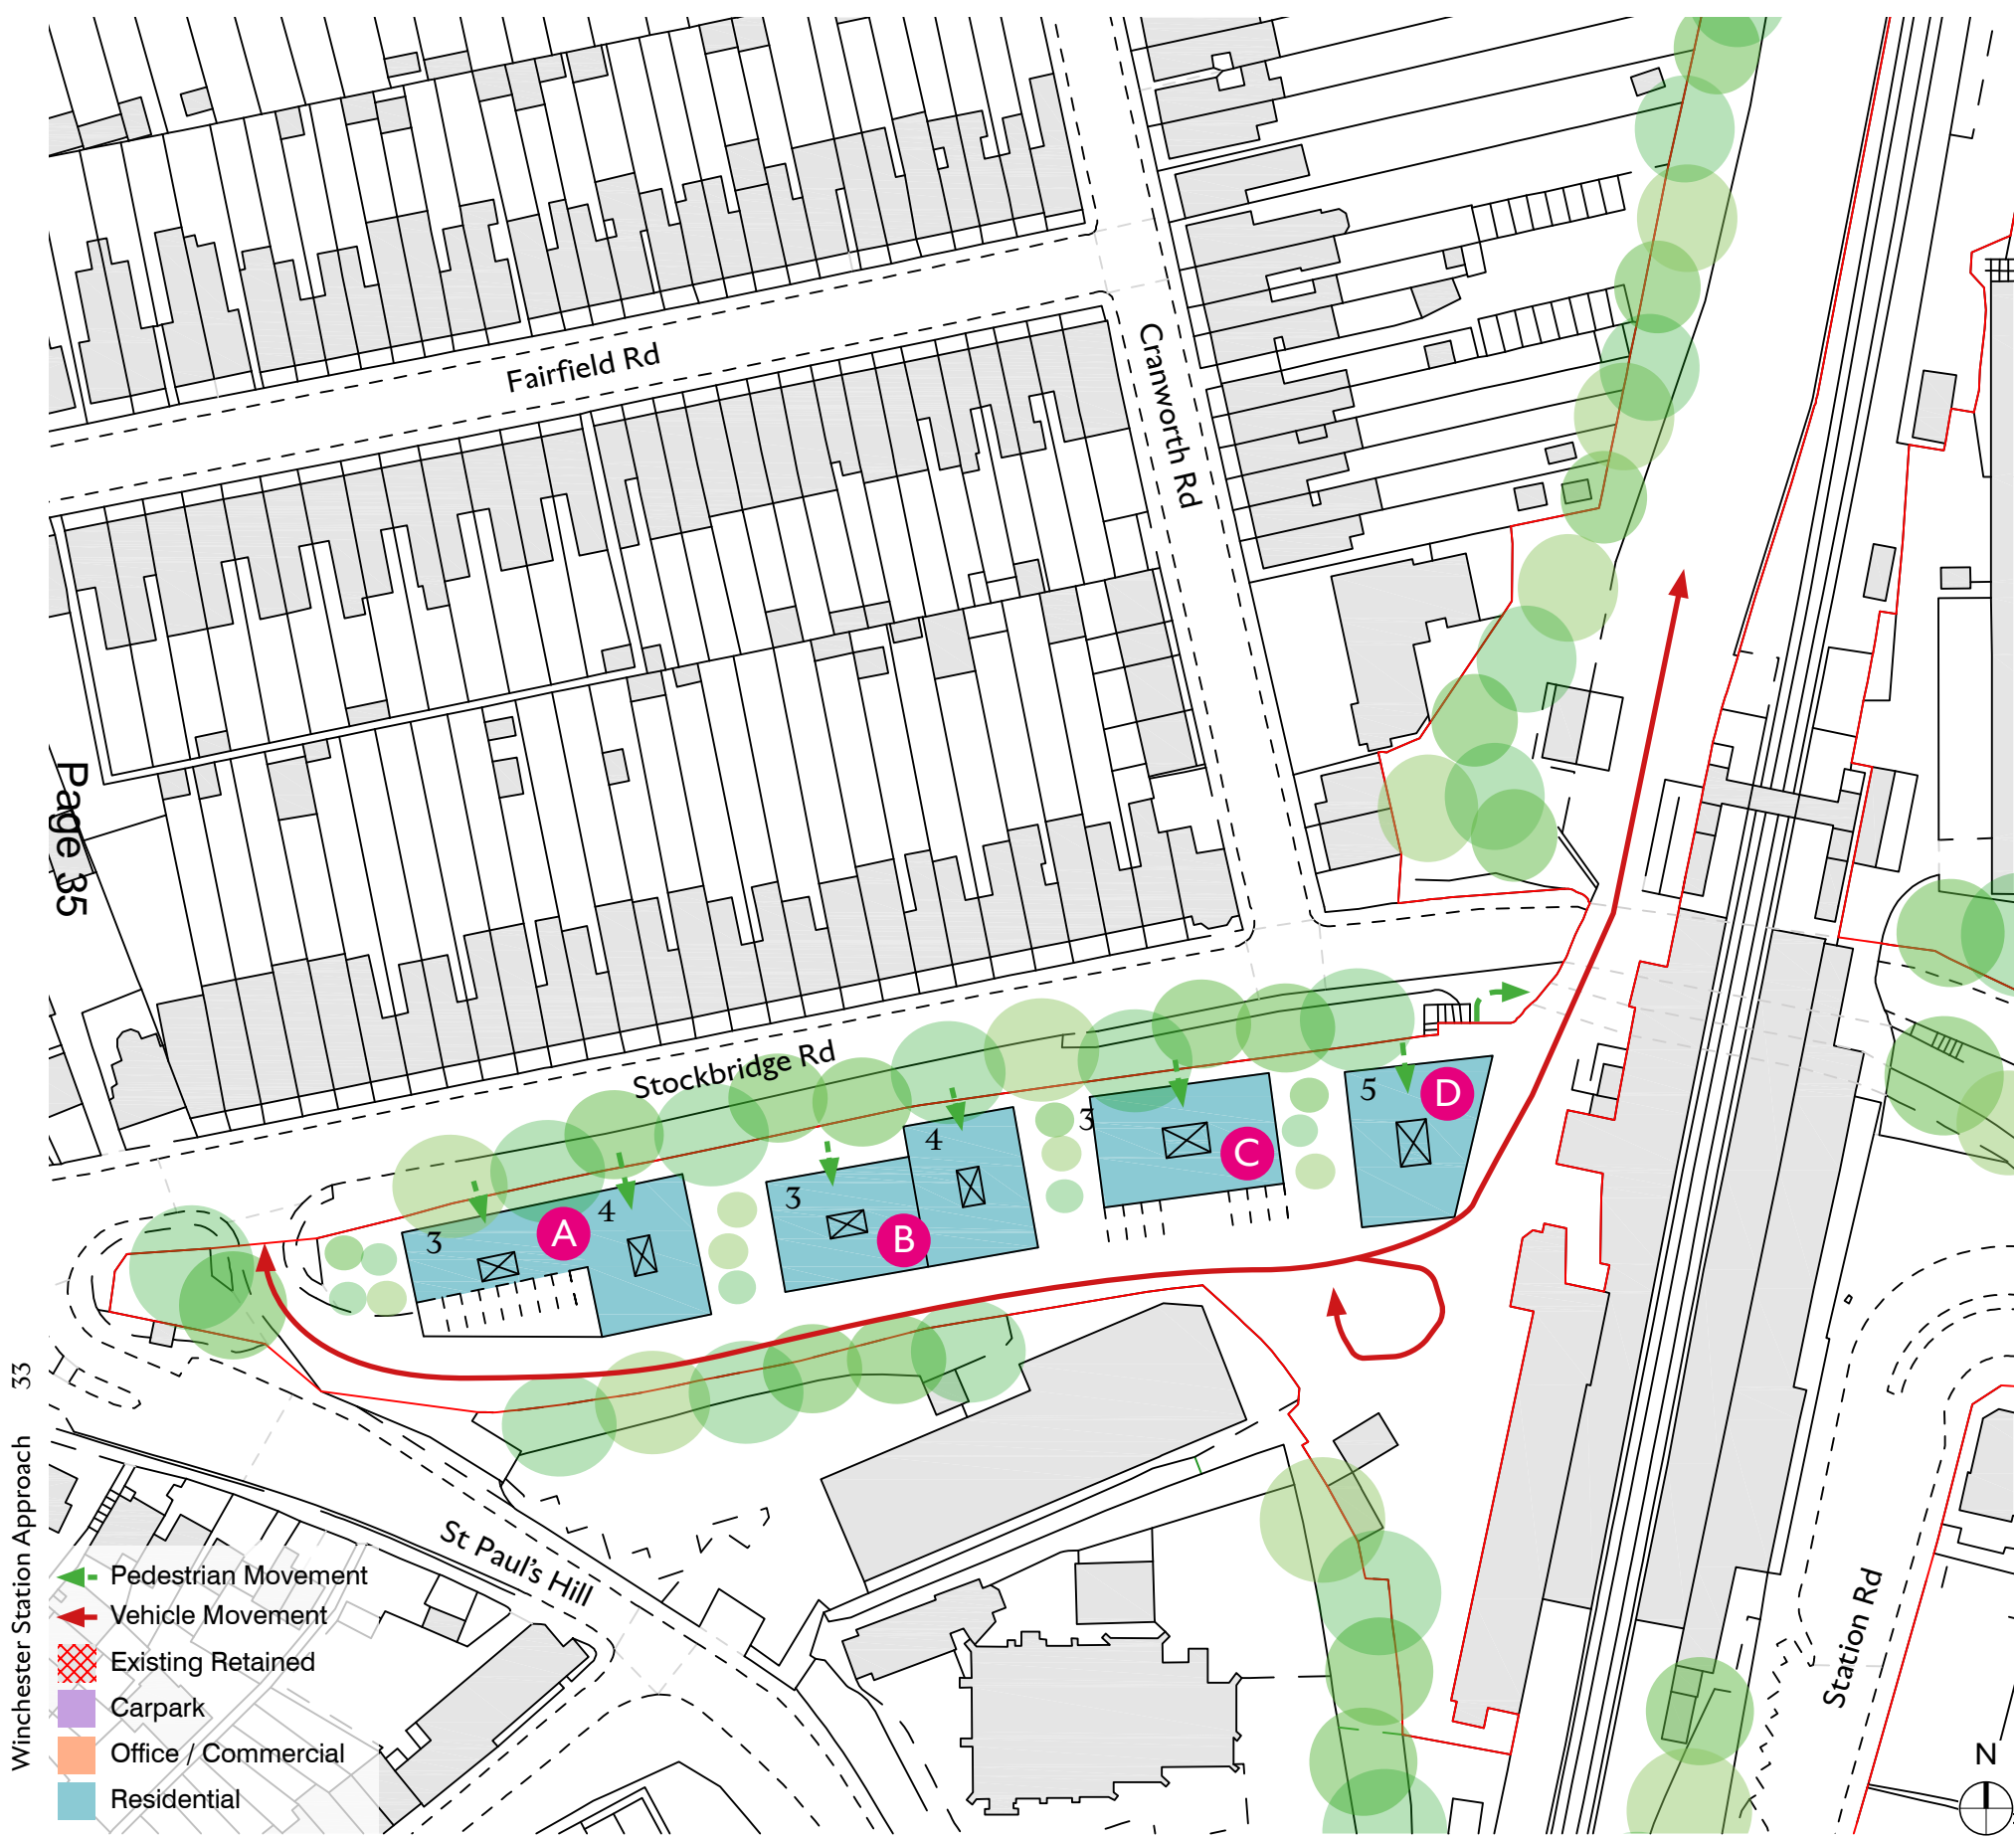 Fairfield Rd
Cranworth Rd
Page 35
Stockbridge Rd
5
D
3
C
4
3
B
4
A
3
33
Winchester Station Approach
St Paul's Hill
Station Rd
Pedestrian Movement
Vehicle Movement
Existing Retained
Carpark
Office / Commercial
Residential
N